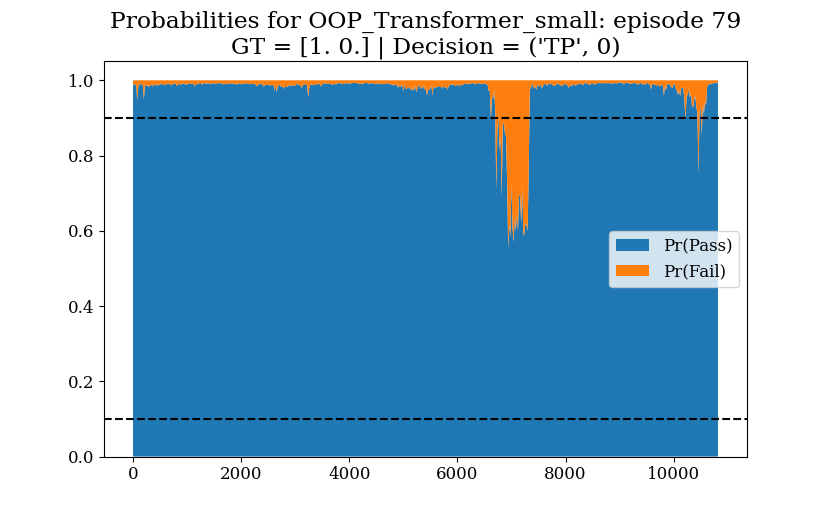 Probabilities for OOP_Transformer_small: episode 79
GT = [1. 0.] | Decision = ('TP', 0)
1.0
0.8
0.6
0.4
0.2
0.0
Pr(Pass)
Pr(Fail)
0 2000 4000 6000 8000 10000